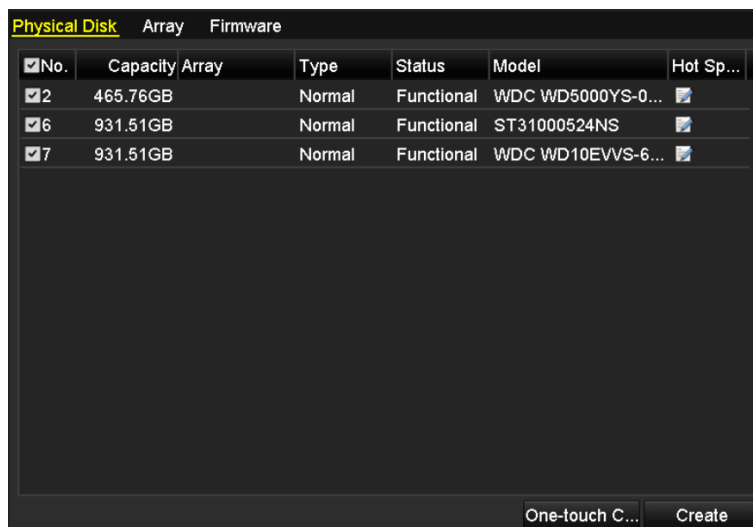 Physical Disk Array Firmware
No. Capacity Array Type Status Model Hot Sp...
2 465.76GB Normal Functional WDC WD5000YS-0...
6 931.51GB Normal Functional ST31000524NS
7 931.51GB Normal Functional WDC WD10EVVS-6...
One-touch C... Create